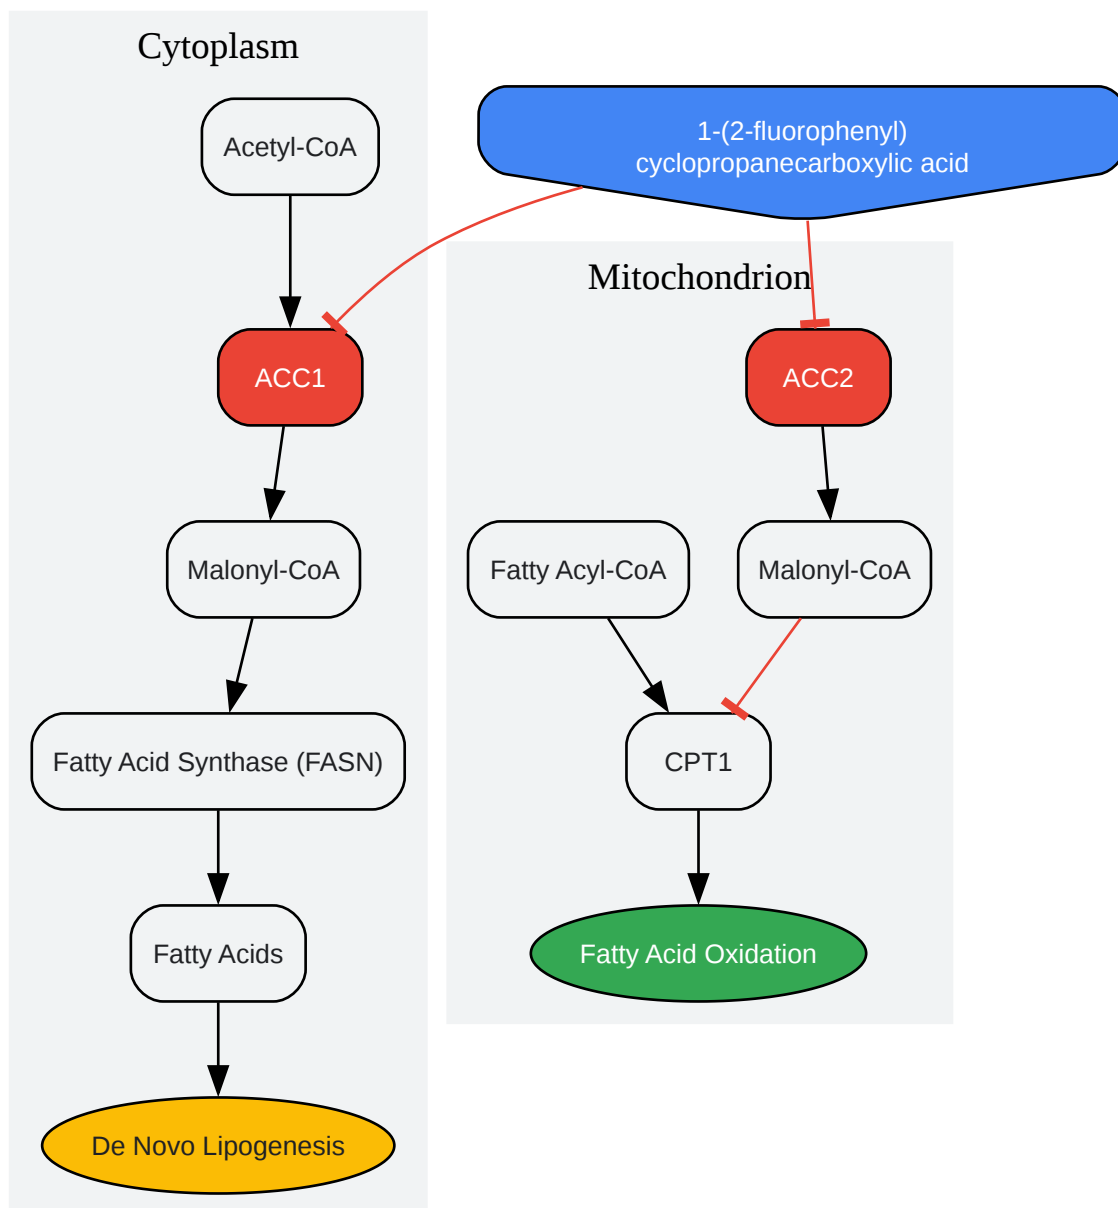 Cytoplasm
Acetyl-CoA
1-(2-fluorophenyl)
cyclopropanecarboxylic acid
Mitochondrion
ACC1
ACC2
Malonyl-CoA
Fatty Acyl-CoA
Malonyl-CoA
Fatty Acid Synthase (FASN)
CPT1
Fatty Acids
Fatty Acid Oxidation
De Novo Lipogenesis